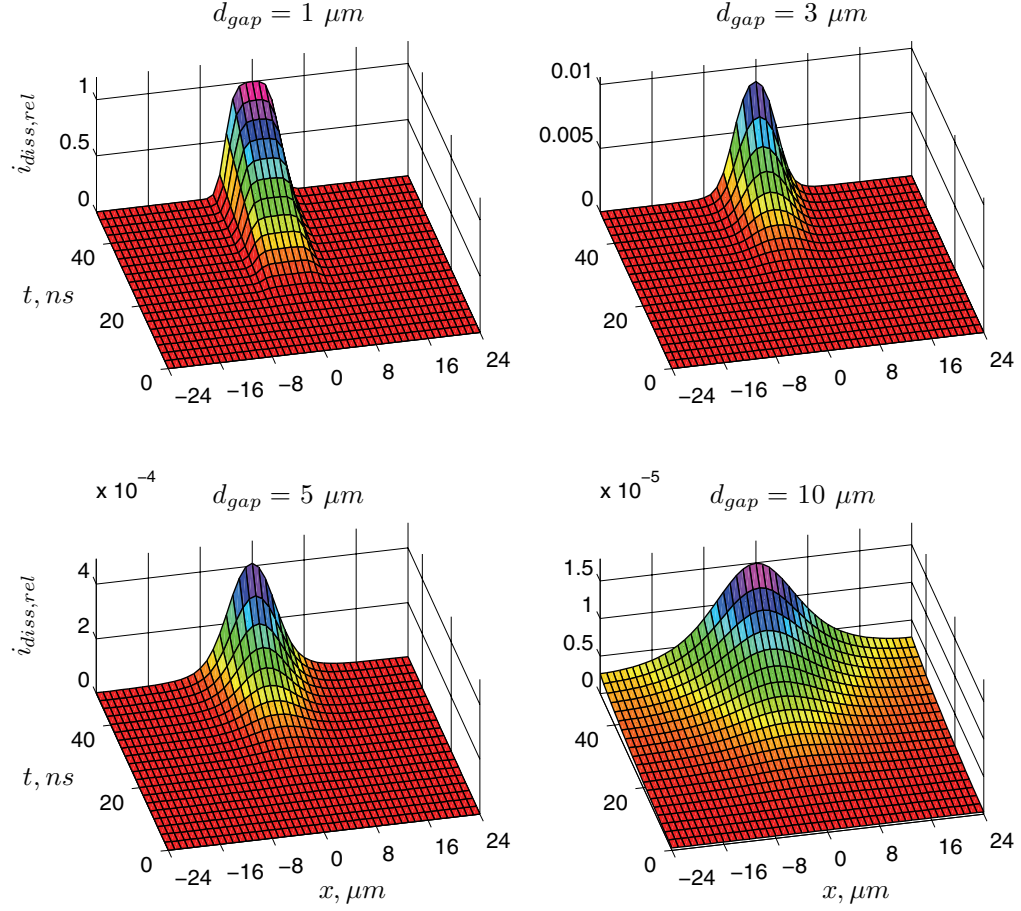 d_gap = 1 μm
d_gap = 3 μm
1
0.5
0
i_diss,rel
40
20
0
t, ns
−24 −16 −8 0 8 16 24
0.01
0.005
0
40
20
0
−24 −16 −8 0 8 16 24
x 10⁻⁴
d_gap = 5 μm
x 10⁻⁵
d_gap = 10 μm
4
2
0
i_diss,rel
40
20
0
t, ns
−24 −16 −8 0 8 16 24
x, μm
1.5
1
0.5
0
40
20
0
−24 −16 −8 0 8 16 24
x, μm